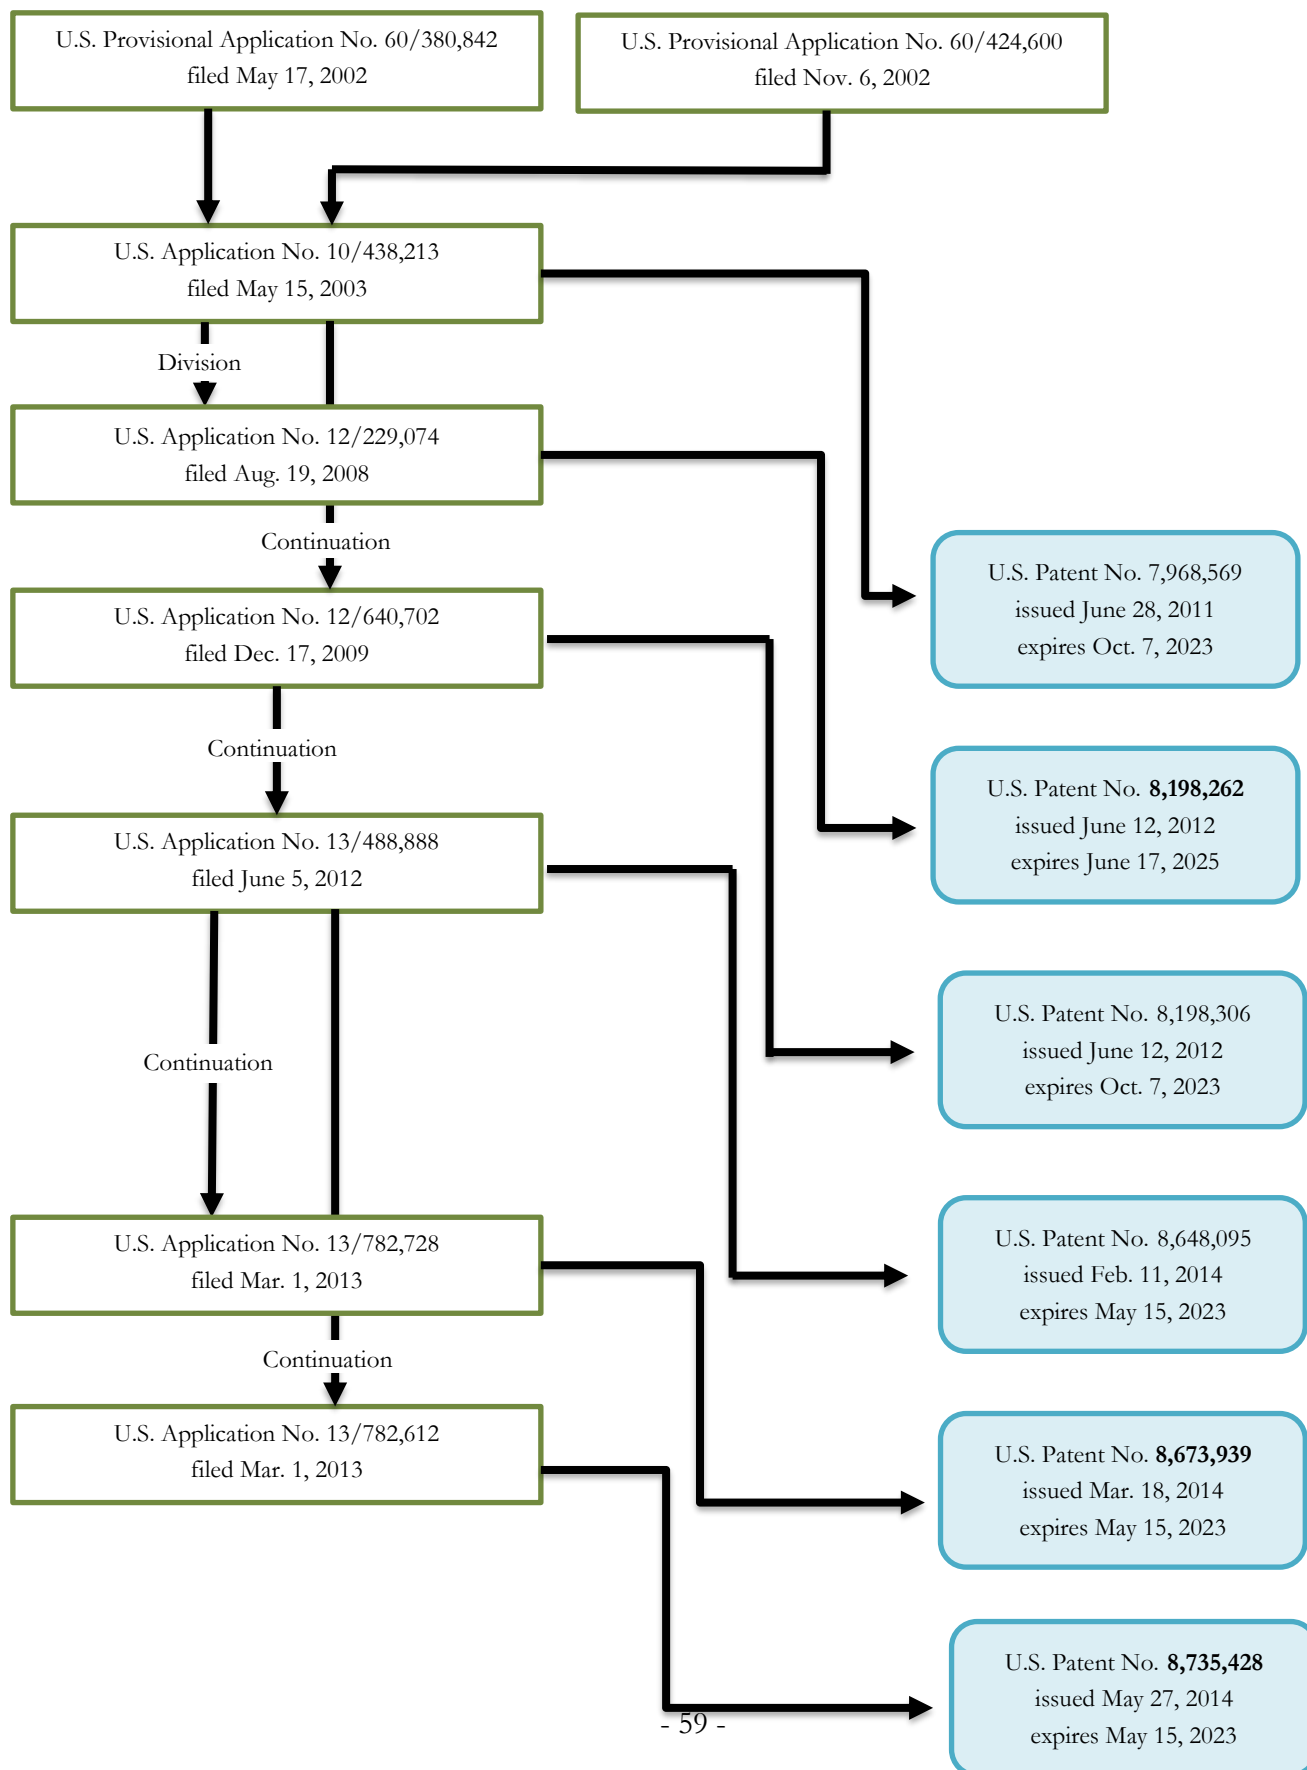 U.S. Provisional Application No. 60/380,842
filed May 17, 2002
U.S. Provisional Application No. 60/424,600
filed Nov. 6, 2002
U.S. Application No. 10/438,213
filed May 15, 2003
Division
U.S. Application No. 12/229,074
filed Aug. 19, 2008
Continuation
U.S. Application No. 12/640,702
filed Dec. 17, 2009
Continuation
U.S. Application No. 13/488,888
filed June 5, 2012
Continuation
U.S. Application No. 13/782,728
filed Mar. 1, 2013
Continuation
U.S. Application No. 13/782,612
filed Mar. 1, 2013
U.S. Patent No. 7,968,569
issued June 28, 2011
expires Oct. 7, 2023
U.S. Patent No. 8,198,262
issued June 12, 2012
expires June 17, 2025
U.S. Patent No. 8,198,306
issued June 12, 2012
expires Oct. 7, 2023
U.S. Patent No. 8,648,095
issued Feb. 11, 2014
expires May 15, 2023
U.S. Patent No. 8,673,939
issued Mar. 18, 2014
expires May 15, 2023
U.S. Patent No. 8,735,428
issued May 27, 2014
expires May 15, 2023
- 59 -